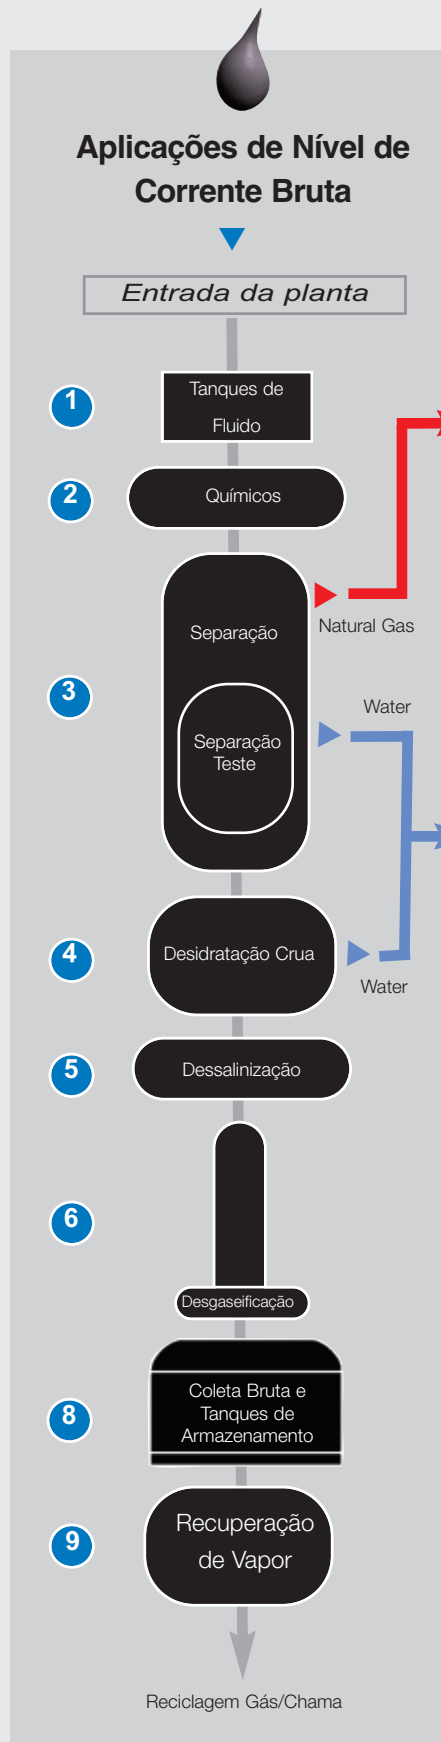 Aplicações de Nível de
Corrente Bruta
Entrada da planta
1
Tanques de
Fluido
2
Químicos
Separação
Natural Gas
3
Separação
Teste
Water
4
Desidratação Crua
Water
5
Dessalinização
6
Desgaseificação
8
Coleta Bruta e
Tanques de
Armazenamento
9
Recuperação
de Vapor
Reciclagem Gás/Chama